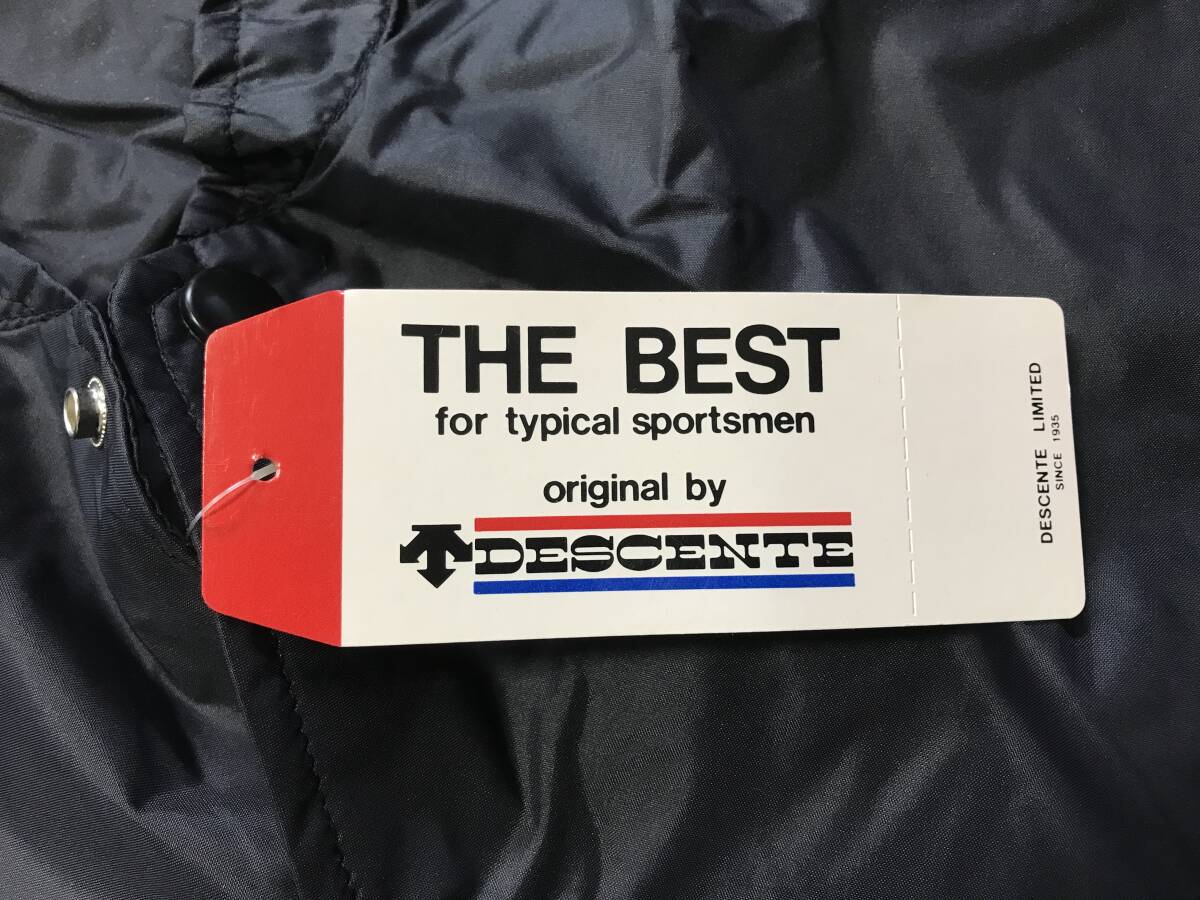 THE BEST
for typical sportsmen
original by
DESCENTE
DESCENTE LIMITED
SINCE 1935